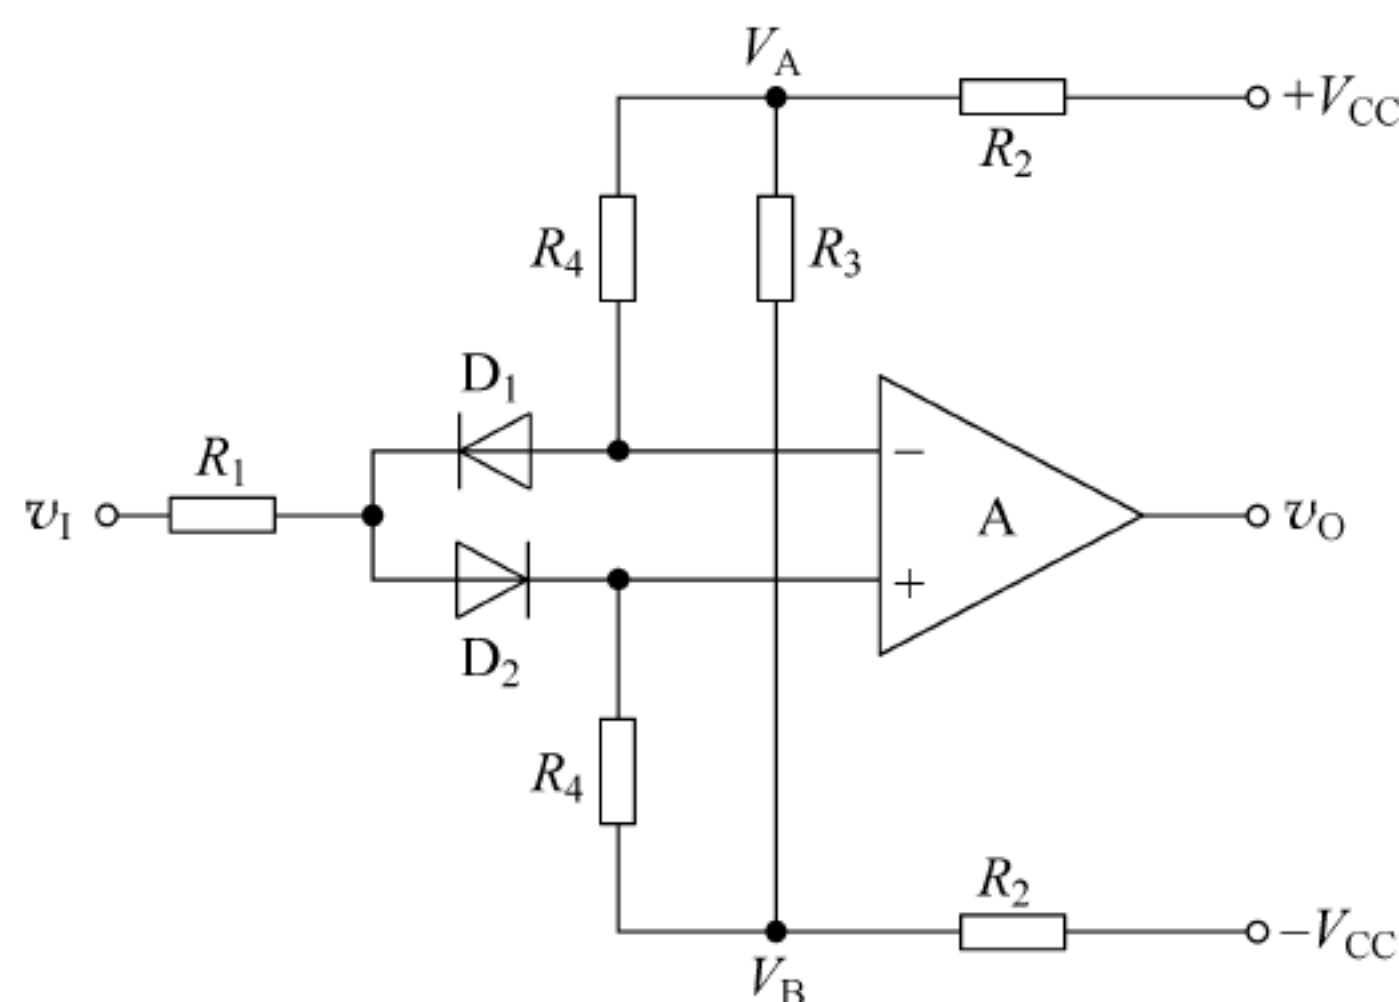 V_A
+V_CC
R_2
R_4
R_3
D_1
R_1
v_I
−
A
v_O
+
D_2
R_4
R_2
−V_CC
V_B